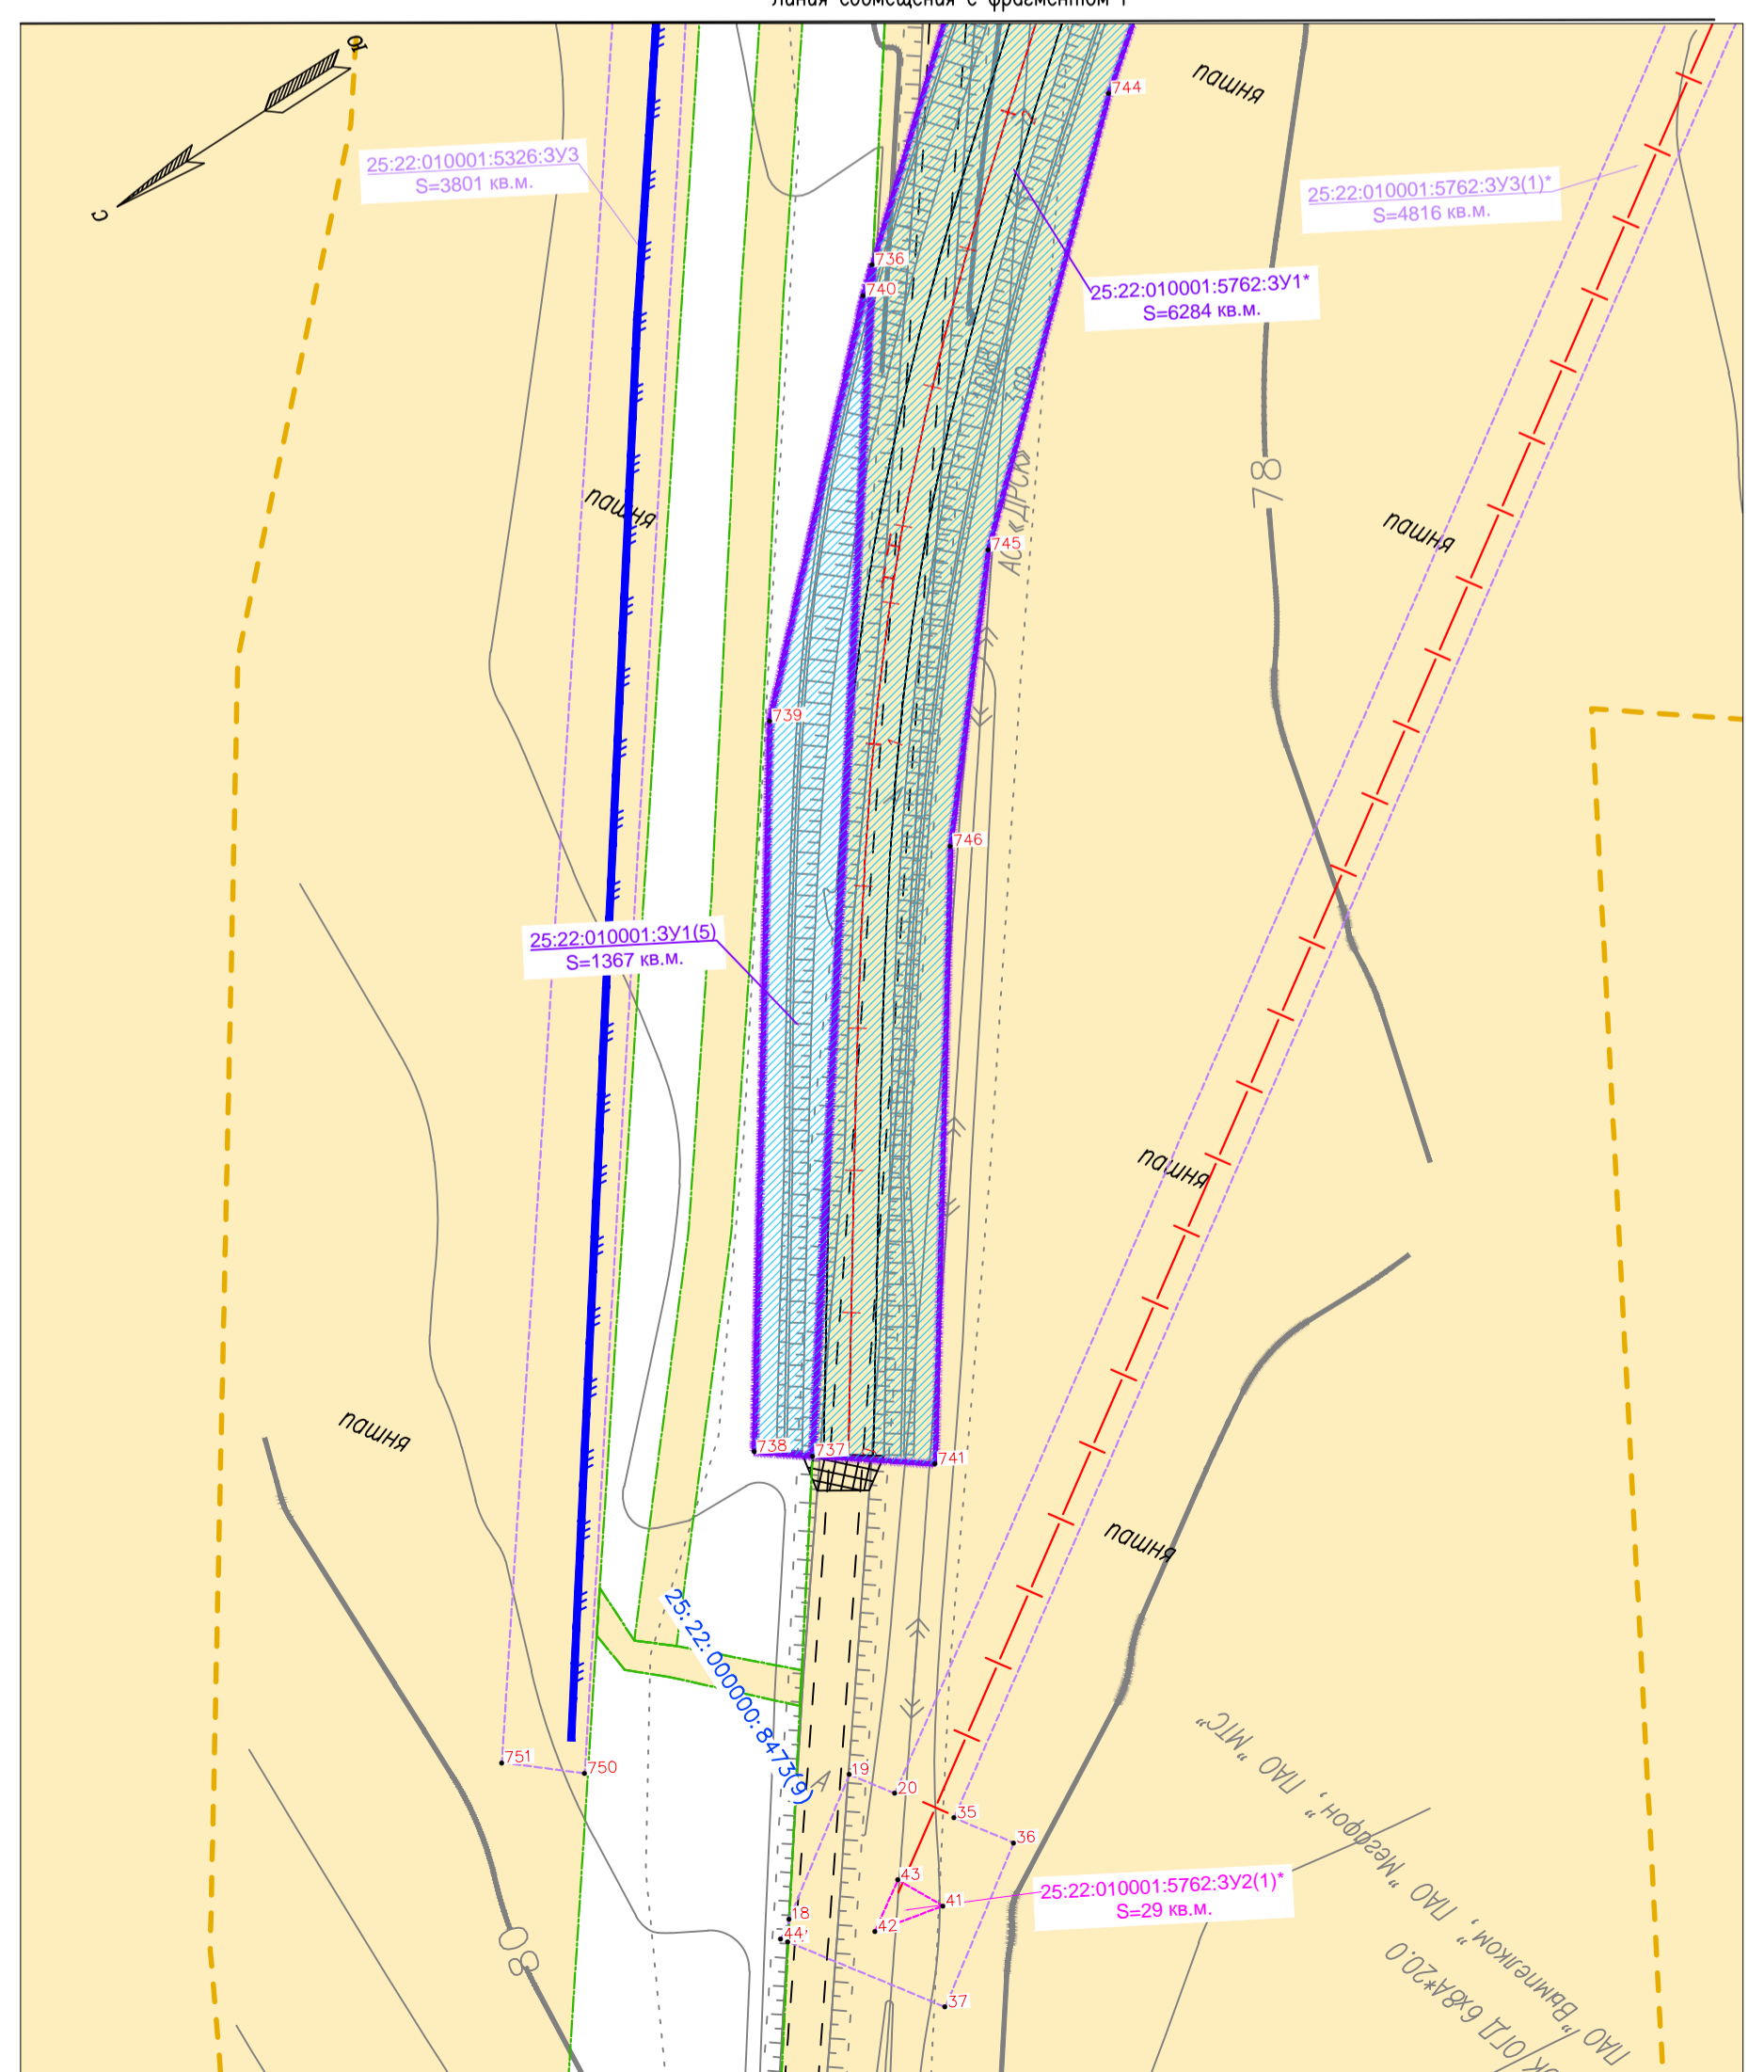 Линия совмещения с фрагментом 1
Ю
С
пашня
744
25:22:010001:5326:ЗУ3
S=3801 кв.м.
25:22:010001:5762:ЗУ3(1)*
S=4816 кв.м.
2
736
740
25:22:010001:5762:ЗУ1*
S=6284 кв.м.
78
пашня
пашня
АО «ДРСК»
745
739
1
746
25:22:010001:ЗУ1(5)
S=1367 кв.м.
пашня
пашня
738
737
741
пашня
25:22:000000:8473(9)
ПАО "Вымпелком", ПАО "Мегафон", ПАО "МТС"
751
750
19
А
20
35
36
43
41
25:22:010001:5762:ЗУ2(1)*
S=29 кв.м.
18
42
44
80
37
ОГД 6х8А*20.0